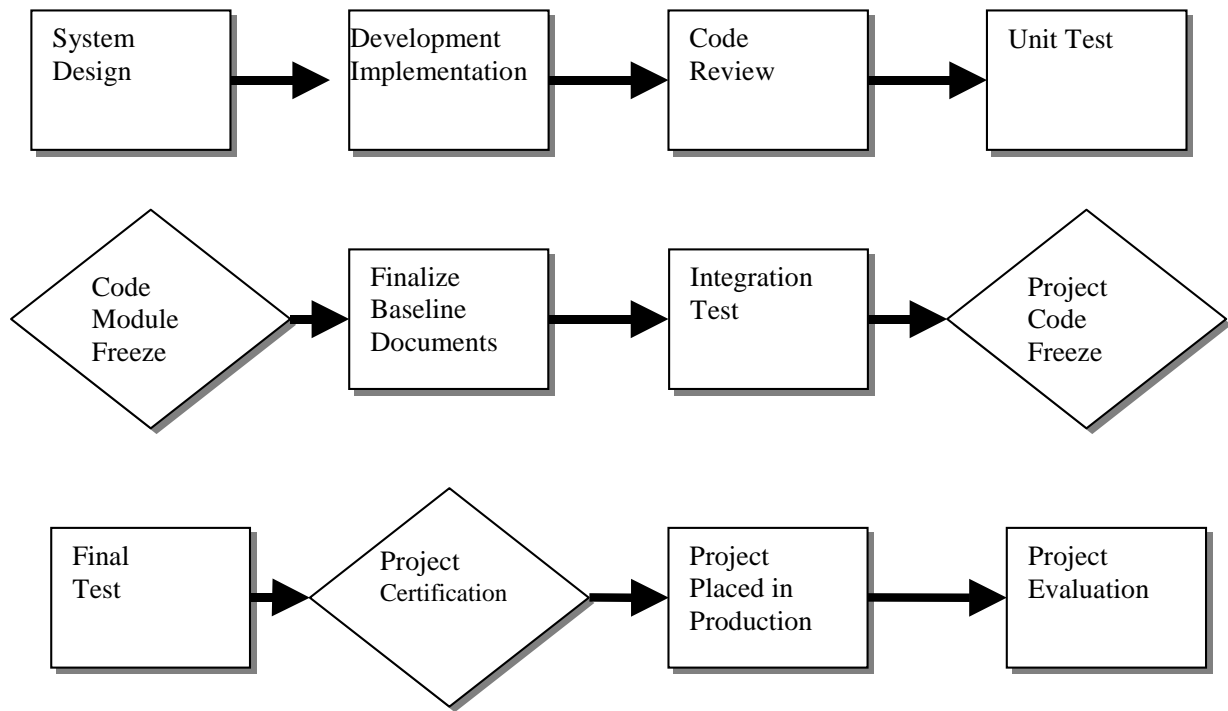 System
Design
Development
Implementation
Code
Review
Unit Test
Code
Module
Freeze
Finalize
Baseline
Documents
Integration
Test
Project
Code
Freeze
Final
Test
Project
Certification
Project
Placed in
Production
Project
Evaluation